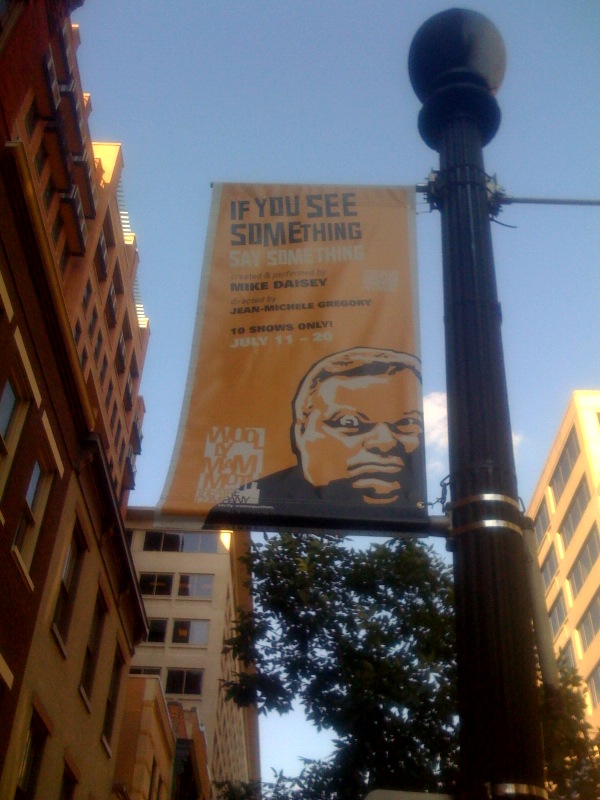 IF YOU SEE
SOMETHING
SAY SOMETHING
created & performed by
MIKE DAISEY
directed by
JEAN-MICHELE GREGORY
10 SHOWS ONLY!
JULY 11 - 20